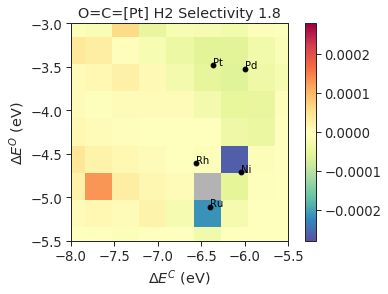 O=C=[Pt] H2 Selectivity 1.8
−3.0
−3.5
−4.0
−4.5
−5.0
−5.5
ΔE^O (eV)
Pt
Pd
Rh
Ni
Ru
−8.0 −7.5 −7.0 −6.5 −6.0 −5.5
ΔE^C (eV)
0.0002
0.0001
0.0000
−0.0001
−0.0002